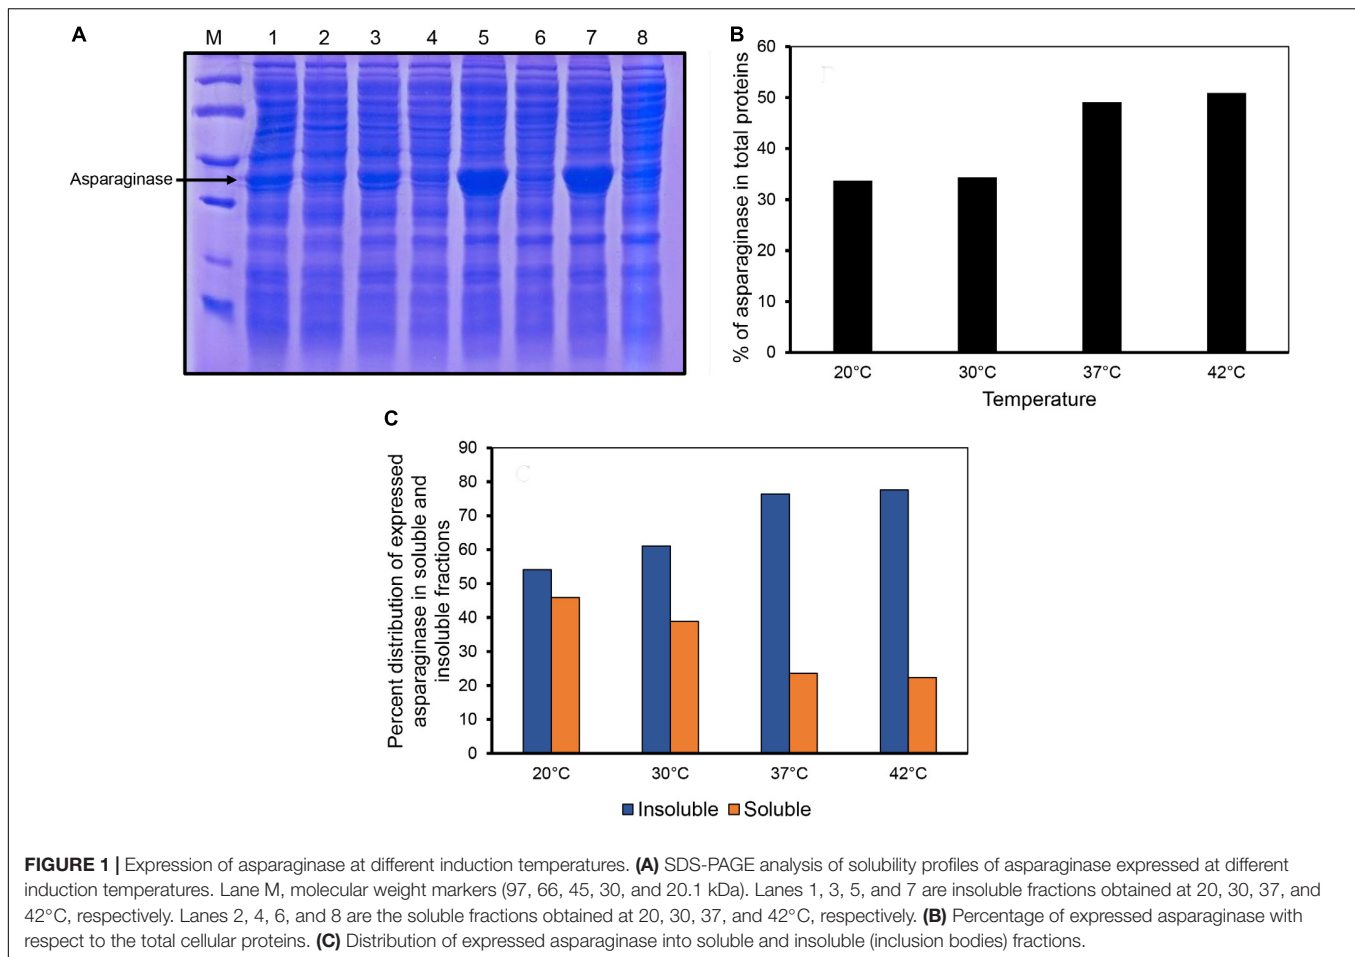 A
M 1 2 3 4 5 6 7 8
Asparaginase
B
% of asparaginase in total proteins
60
50
40
30
20
10
0
20°C 30°C 37°C 42°C
Temperature
C
Percent distribution of expressed
asparaginase in soluble and
insoluble fractions
90
80
70
60
50
40
30
20
10
0
20°C 30°C 37°C 42°C
Insoluble Soluble
FIGURE 1 | Expression of asparaginase at different induction temperatures. (A) SDS-PAGE analysis of solubility profiles of asparaginase expressed at different
induction temperatures. Lane M, molecular weight markers (97, 66, 45, 30, and 20.1 kDa). Lanes 1, 3, 5, and 7 are insoluble fractions obtained at 20, 30, 37, and
42°C, respectively. Lanes 2, 4, 6, and 8 are the soluble fractions obtained at 20, 30, 37, and 42°C, respectively. (B) Percentage of expressed asparaginase with
respect to the total cellular proteins. (C) Distribution of expressed asparaginase into soluble and insoluble (inclusion bodies) fractions.